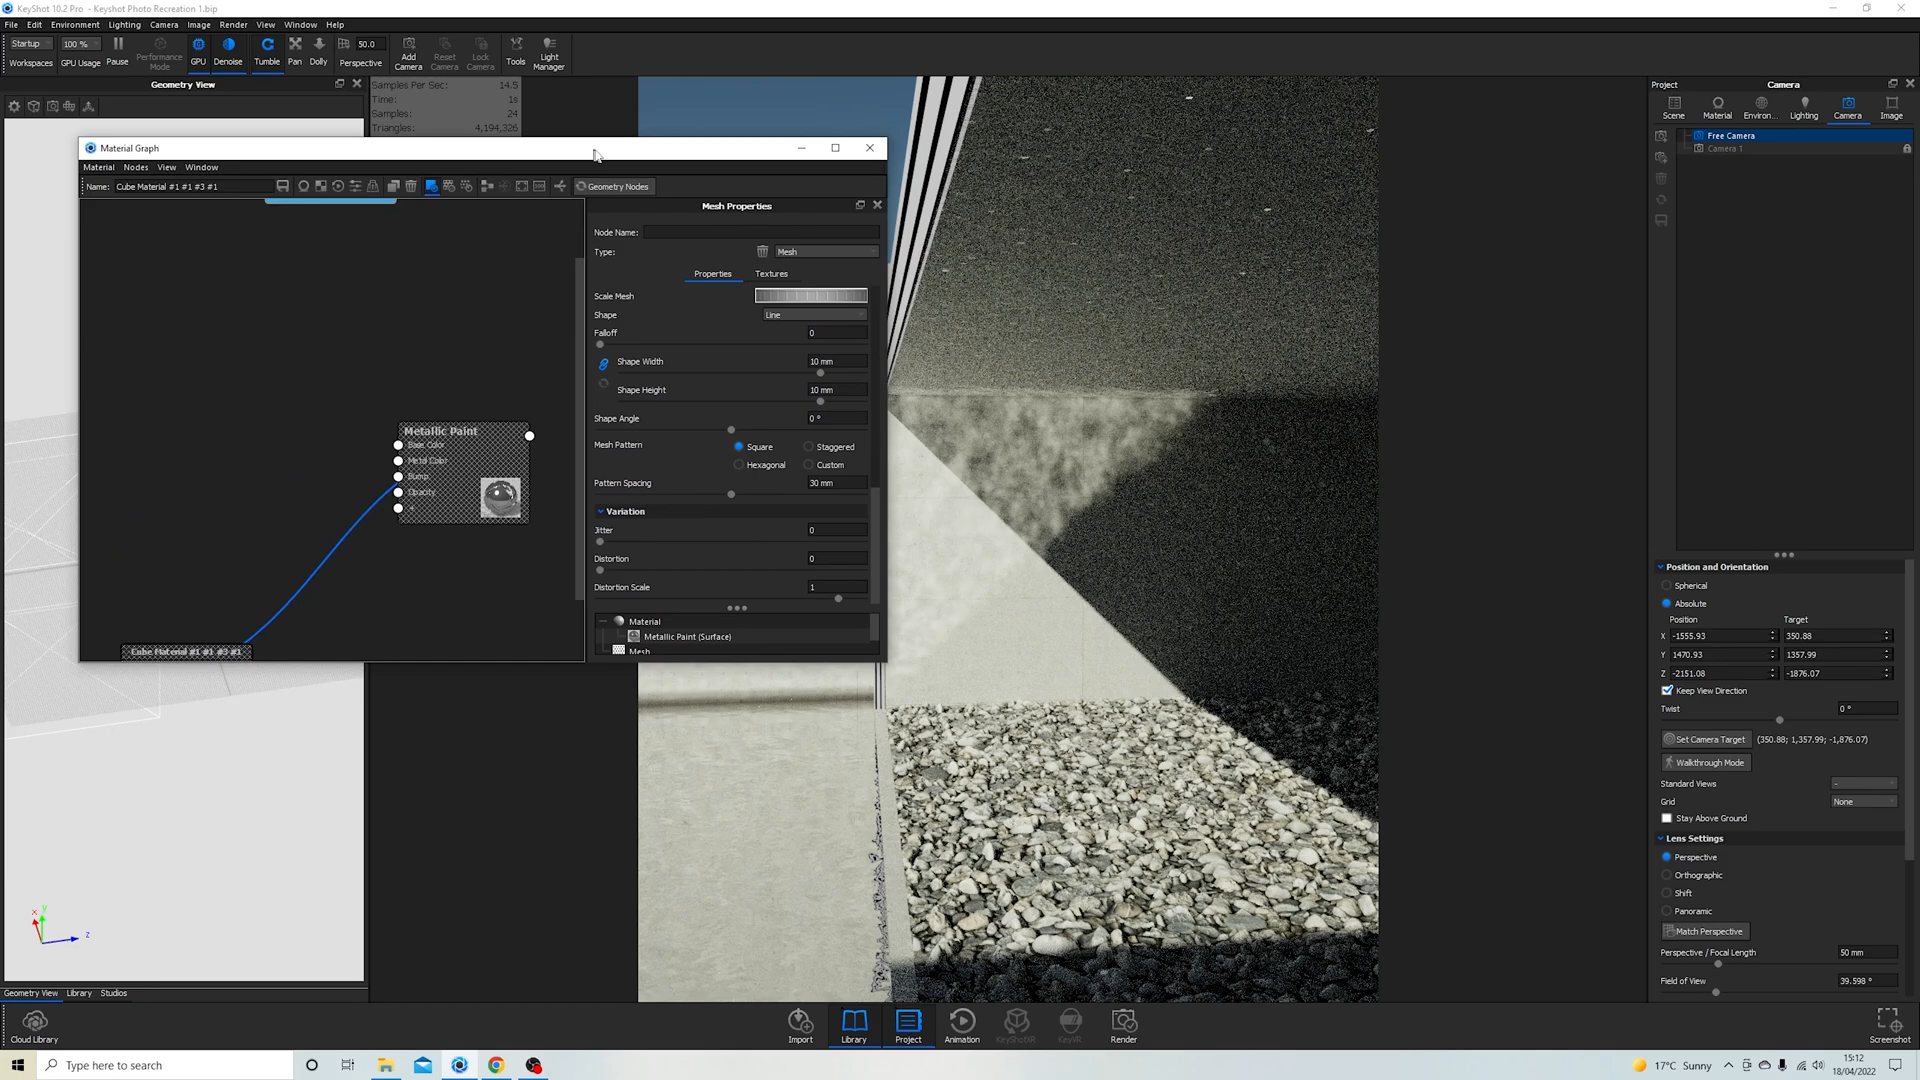 KeyShot 10.2 Pro - Keyshot Photo Recreation 1.bip
File Edit Environment Lighting Camera Image Render View Window Help
Startup 100 % 50.0
Workspaces GPU Usage Pause Performance Mode GPU Denoise Tumble Pan Dolly Perspective Add Camera Reset Camera Lock Camera Tools Light Manager
Geometry View
Samples Per Sec: 14.5
Time: 1s
Samples: 24
Triangles: 4,194,326
Material Graph
Material Nodes View Window
Name: Cube Material #1 #1 #3 #1 Geometry Nodes
Metallic Paint
Base Color
Metal Color
Bump
Opacity
+
Cube Material #1 #1 #3 #1
Mesh Properties
Node Name:
Type: Mesh
Properties Textures
Scale Mesh
Shape Line
Falloff 0
Shape Width 10 mm
Shape Height 10 mm
Shape Angle 0 °
Mesh Pattern Square Staggered
Hexagonal Custom
Pattern Spacing 30 mm
Variation
Jitter 0
Distortion 0
Distortion Scale 1
Material
Metallic Paint (Surface)
Mesh
x y z
Geometry View Library Studios
Project Camera
Scene Material Environ... Lighting Camera Image
Free Camera
Camera 1
Position and Orientation
Spherical
Absolute
Position Target
X -1555.93 350.88
Y 1470.93 1357.99
Z -2151.08 -1876.07
Keep View Direction
Twist 0 °
Set Camera Target (350.88; 1,357.99; -1,876.07)
Walkthrough Mode
Standard Views -
Grid None
Stay Above Ground
Lens Settings
Perspective
Orthographic
Shift
Panoramic
Match Perspective
Perspective / Focal Length 50 mm
Field of View 39.598 °
Cloud Library Import Library Project Animation KeyShotXR KeyVR Render Screenshot
Type here to search
17°C Sunny
15:12
18/04/2022